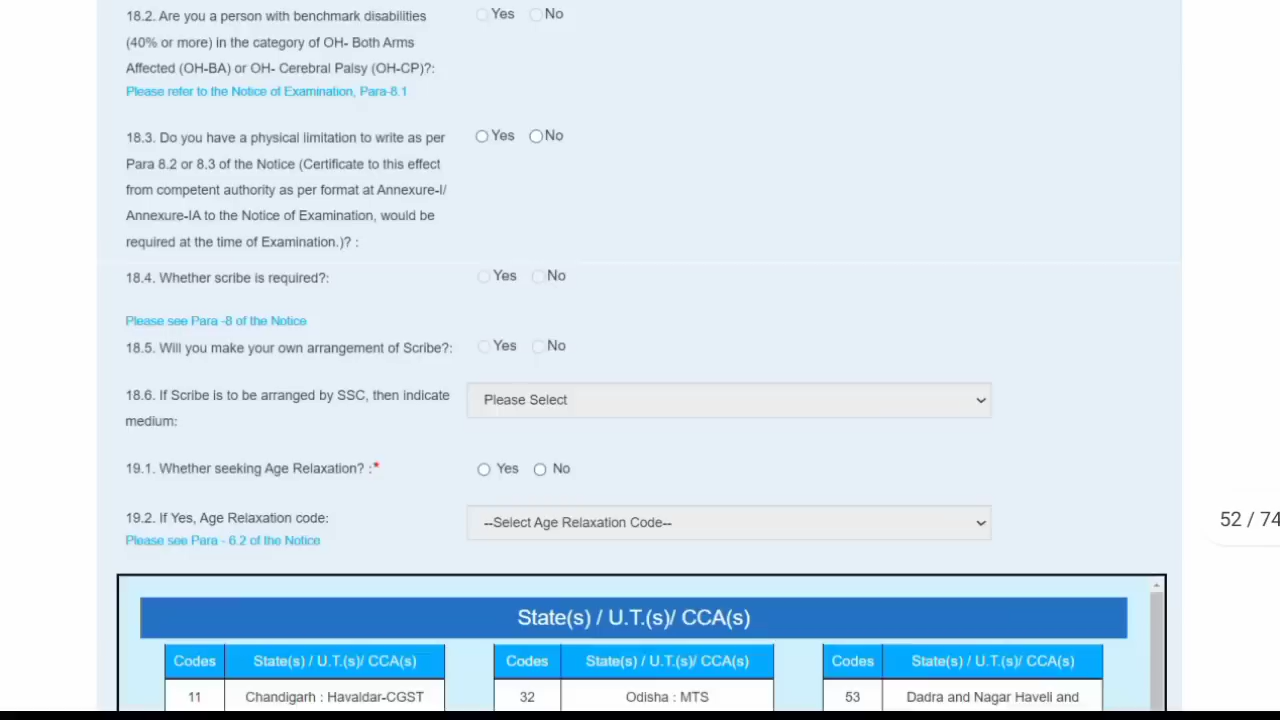 18.2. Are you a person with benchmark disabilities Yes No
(40% or more) in the category of OH- Both Arms
Affected (OH-BA) or OH- Cerebral Palsy (OH-CP)?:
Please refer to the Notice of Examination, Para-8.1
18.3. Do you have a physical limitation to write as per Yes No
Para 8.2 or 8.3 of the Notice (Certificate to this effect
from competent authority as per format at Annexure-I/
Annexure-IA to the Notice of Examination, would be
required at the time of Examination.)? :
18.4. Whether scribe is required?: Yes No
Please see Para -8 of the Notice
18.5. Will you make your own arrangement of Scribe?: Yes No
18.6. If Scribe is to be arranged by SSC, then indicate Please Select
medium:
19.1. Whether seeking Age Relaxation? :* Yes No
19.2. If Yes, Age Relaxation code: --Select Age Relaxation Code--
52 / 74
Please see Para - 6.2 of the Notice
State(s) / U.T.(s)/ CCA(s)
Codes State(s) / U.T.(s)/ CCA(s) Codes State(s) / U.T.(s)/ CCA(s) Codes State(s) / U.T.(s)/ CCA(s)
11 Chandigarh : Havaldar-CGST 32 Odisha : MTS 53 Dadra and Nagar Haveli and